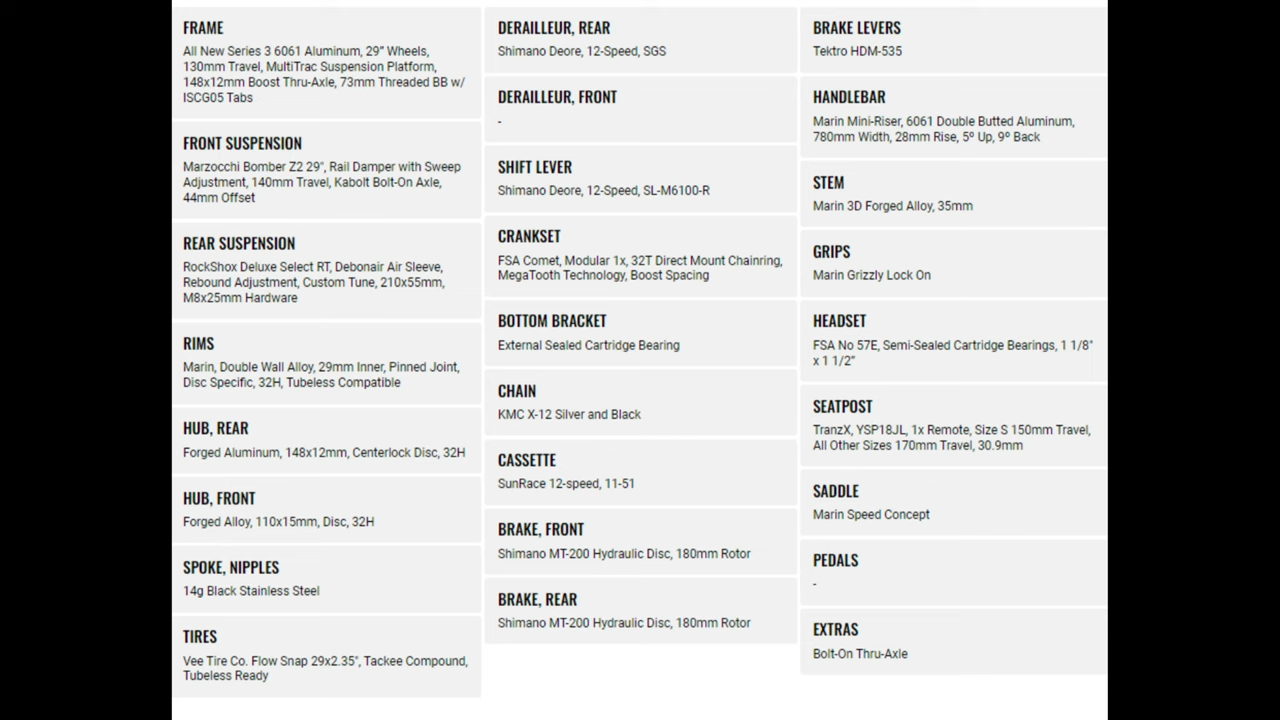 FRAME
All New Series 3 6061 Aluminum, 29” Wheels,
130mm Travel, MultiTrac Suspension Platform,
148x12mm Boost Thru-Axle, 73mm Threaded BB w/
ISCG05 Tabs
FRONT SUSPENSION
Marzocchi Bomber Z2 29", Rail Damper with Sweep
Adjustment, 140mm Travel, Kabolt Bolt-On Axle,
44mm Offset
REAR SUSPENSION
RockShox Deluxe Select RT, Debonair Air Sleeve,
Rebound Adjustment, Custom Tune, 210x55mm,
M8x25mm Hardware
RIMS
Marin, Double Wall Alloy, 29mm Inner, Pinned Joint,
Disc Specific, 32H, Tubeless Compatible
HUB, REAR
Forged Aluminum, 148x12mm, Centerlock Disc, 32H
HUB, FRONT
Forged Alloy, 110x15mm, Disc, 32H
SPOKE, NIPPLES
14g Black Stainless Steel
TIRES
Vee Tire Co. Flow Snap 29x2.35", Tackee Compound,
Tubeless Ready
DERAILLEUR, REAR
Shimano Deore, 12-Speed, SGS
DERAILLEUR, FRONT
-
SHIFT LEVER
Shimano Deore, 12-Speed, SL-M6100-R
CRANKSET
FSA Comet, Modular 1x, 32T Direct Mount Chainring,
MegaTooth Technology, Boost Spacing
BOTTOM BRACKET
External Sealed Cartridge Bearing
CHAIN
KMC X-12 Silver and Black
CASSETTE
SunRace 12-speed, 11-51
BRAKE, FRONT
Shimano MT-200 Hydraulic Disc, 180mm Rotor
BRAKE, REAR
Shimano MT-200 Hydraulic Disc, 180mm Rotor
BRAKE LEVERS
Tektro HDM-535
HANDLEBAR
Marin Mini-Riser, 6061 Double Butted Aluminum,
780mm Width, 28mm Rise, 5º Up, 9º Back
STEM
Marin 3D Forged Alloy, 35mm
GRIPS
Marin Grizzly Lock On
HEADSET
FSA No 57E, Semi-Sealed Cartridge Bearings, 1 1/8"
x 1 1/2”
SEATPOST
TranzX, YSP18JL, 1x Remote, Size S 150mm Travel,
All Other Sizes 170mm Travel, 30.9mm
SADDLE
Marin Speed Concept
PEDALS
-
EXTRAS
Bolt-On Thru-Axle